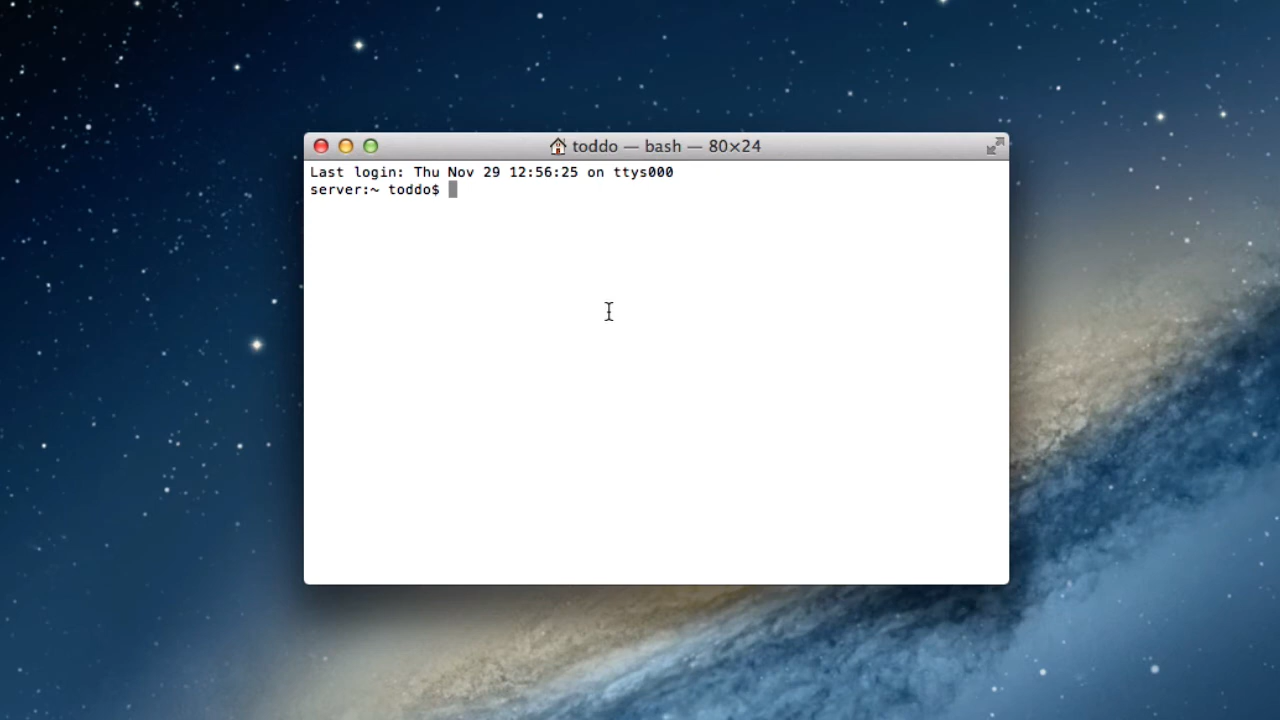 toddo — bash — 80×24
Last login: Thu Nov 29 12:56:25 on ttys000
server:~ toddo$